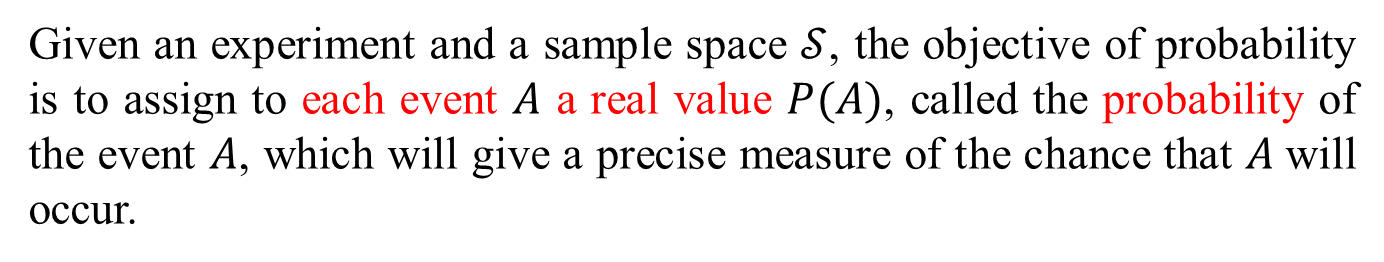 Given an experiment and a sample space 𝒮, the objective of probability
is to assign to each event A a real value P(A), called the probability of
the event A, which will give a precise measure of the chance that A will
occur.